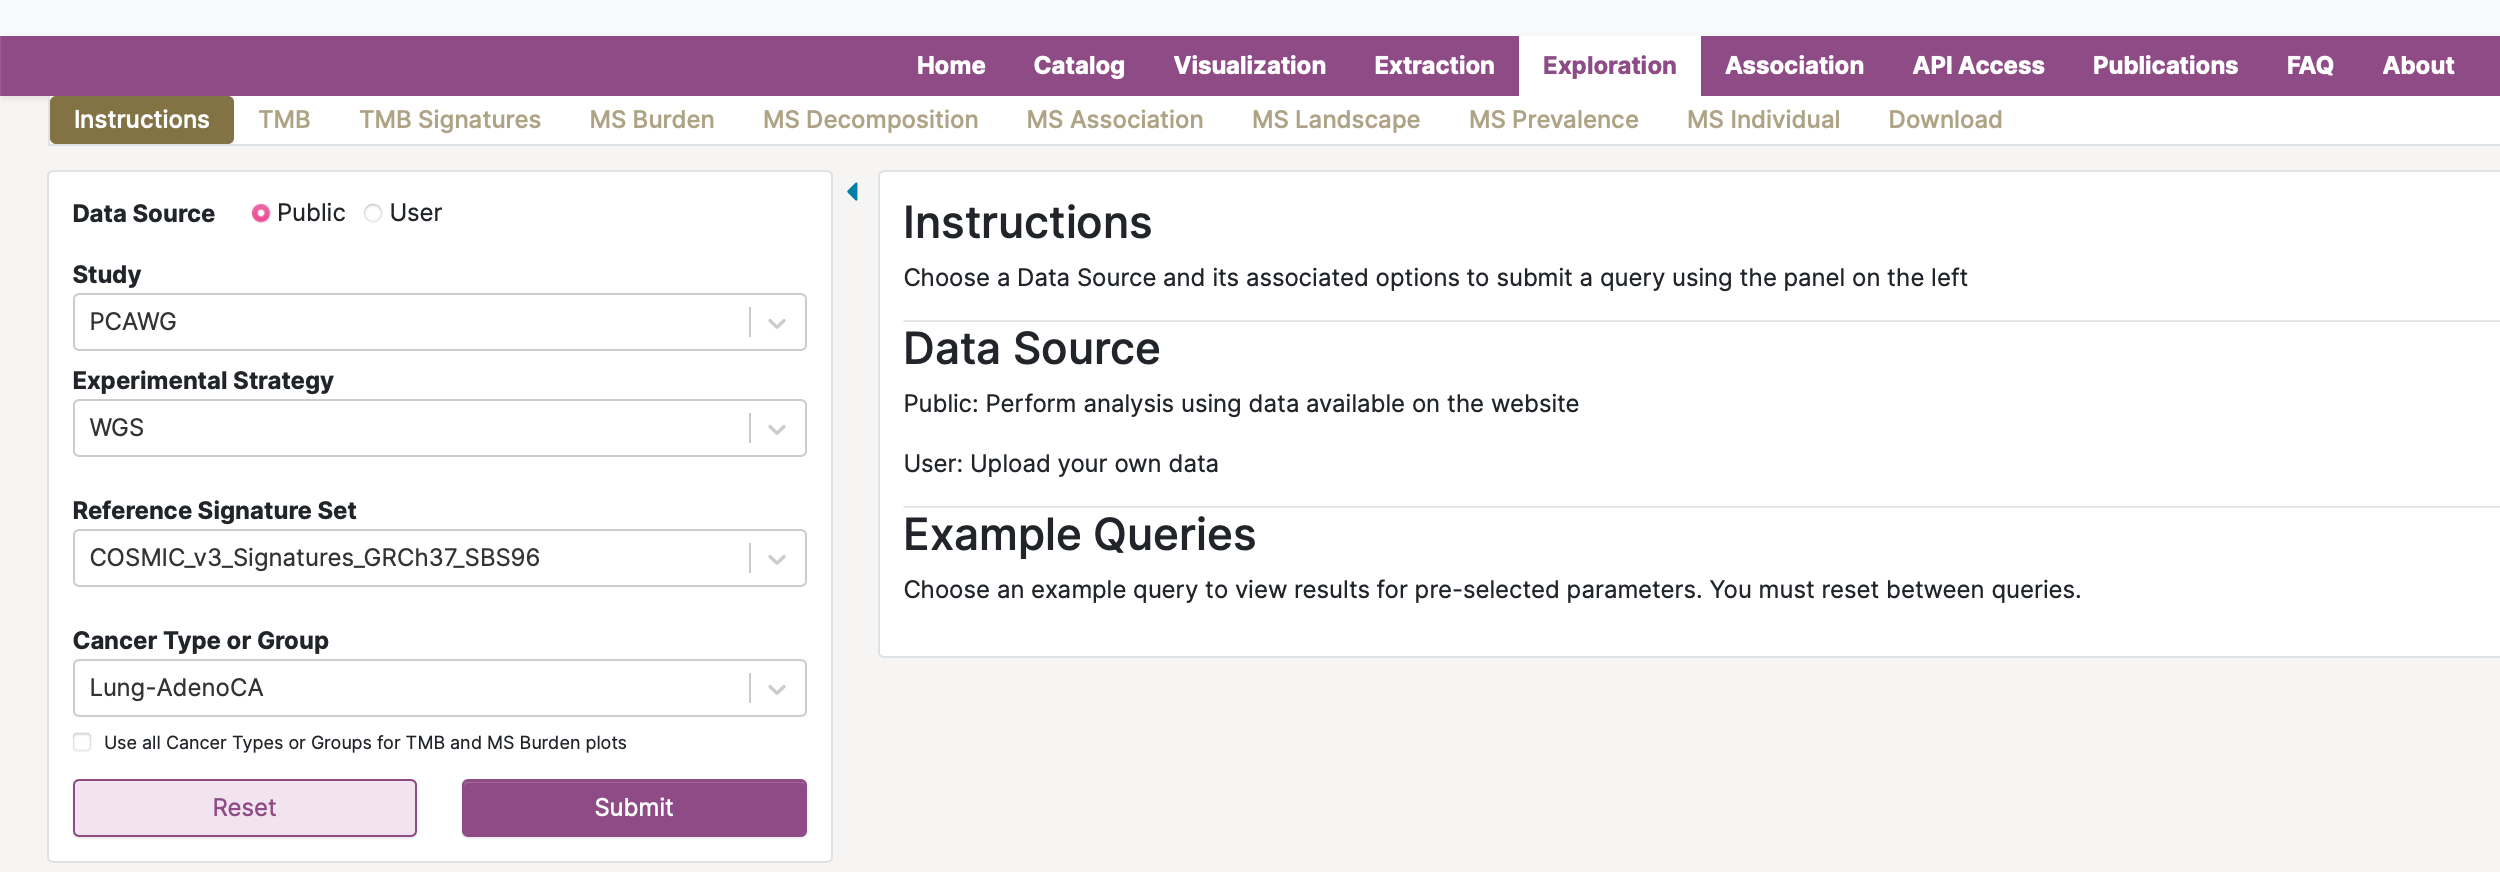 Home Catalog Visualization Extraction Exploration Association API Access Publications FAQ About
Instructions TMB TMB Signatures MS Burden MS Decomposition MS Association MS Landscape MS Prevalence MS Individual Download
Data Source Public User
Study
PCAWG
Experimental Strategy
WGS
Reference Signature Set
COSMIC_v3_Signatures_GRCh37_SBS96
Cancer Type or Group
Lung-AdenoCA
Use all Cancer Types or Groups for TMB and MS Burden plots
Reset Submit
Instructions
Choose a Data Source and its associated options to submit a query using the panel on the left
Data Source
Public: Perform analysis using data available on the website
User: Upload your own data
Example Queries
Choose an example query to view results for pre-selected parameters. You must reset between queries.